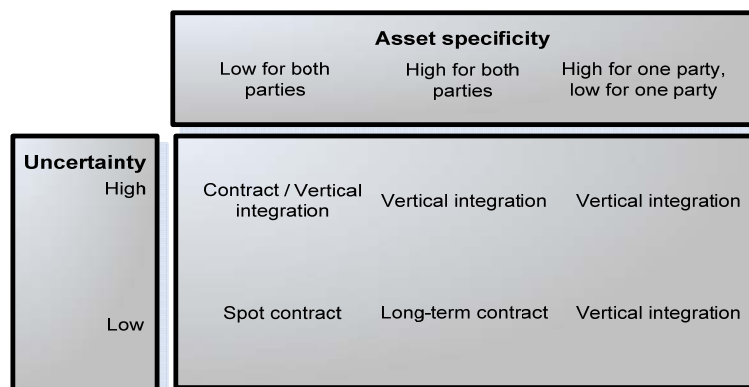 Asset specificity
Low for both
parties
High for both
parties
High for one party,
low for one party
Uncertainty
High
Contract / Vertical
integration
Vertical integration
Vertical integration
Low
Spot contract
Long-term contract
Vertical integration